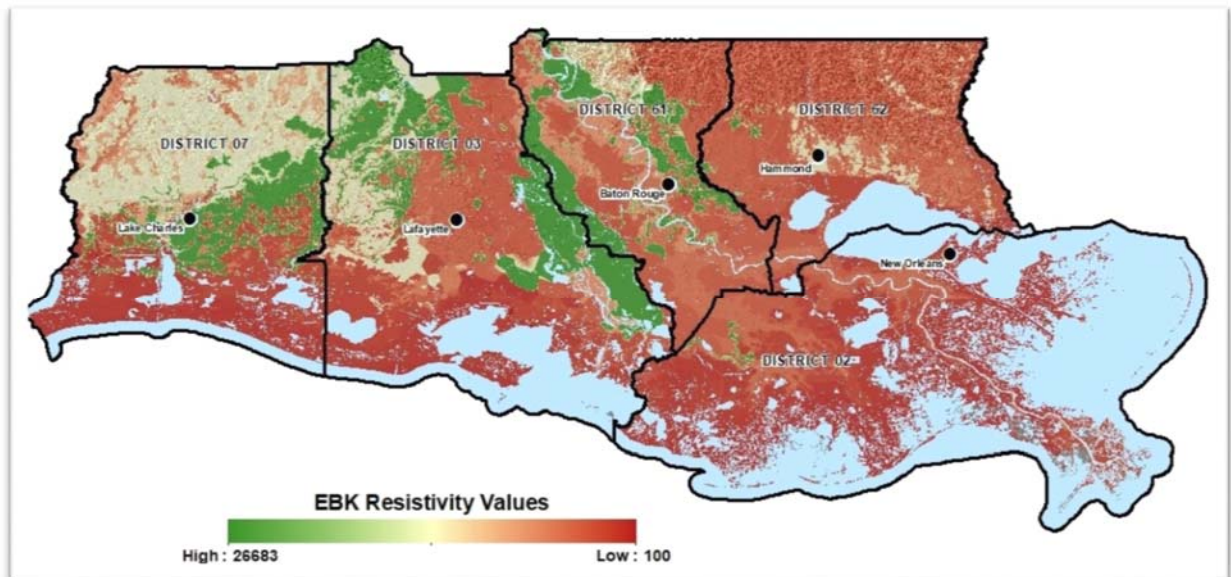 DISTRICT 61
DISTRICT 62
DISTRICT 07
DISTRICT 03
Hammond
Baton Rouge
Lake Charles
Lafayette
New Orleans
DISTRICT 02
EBK Resistivity Values
High : 26683
Low : 100